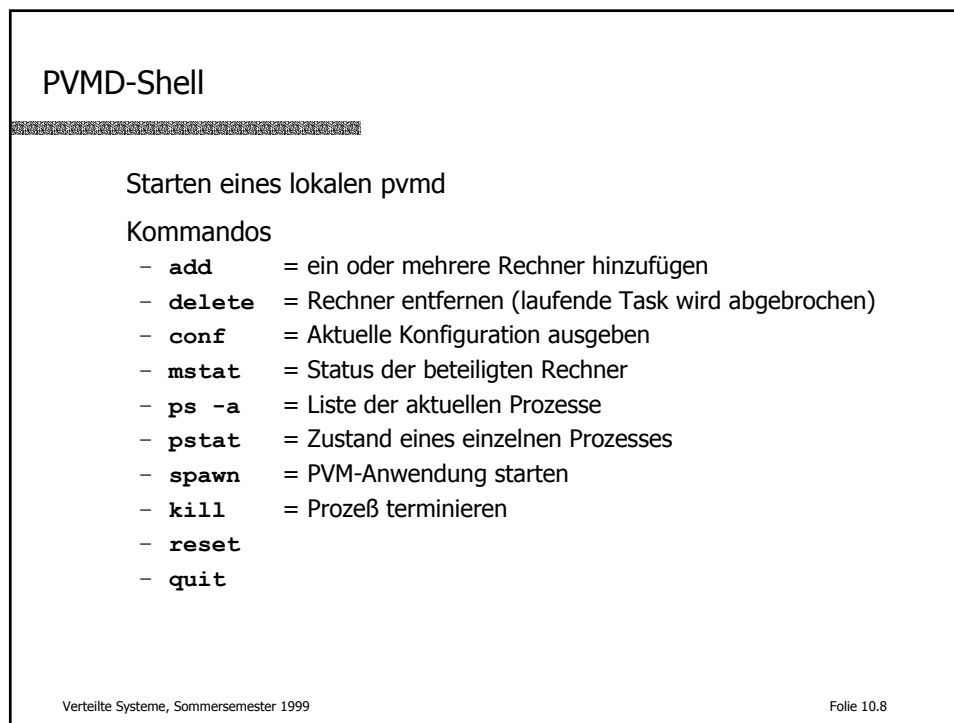 PVMD-Shell
Starten eines lokalen pvmd
Kommandos
– add = ein oder mehrere Rechner hinzufügen
– delete = Rechner entfernen (laufende Task wird abgebrochen)
– conf = Aktuelle Konfiguration ausgeben
– mstat = Status der beteiligten Rechner
– ps -a = Liste der aktuellen Prozesse
– pstat = Zustand eines einzelnen Prozesses
– spawn = PVM-Anwendung starten
– kill = Prozeß terminieren
– reset
– quit
Verteilte Systeme, Sommersemester 1999 Folie 10.8